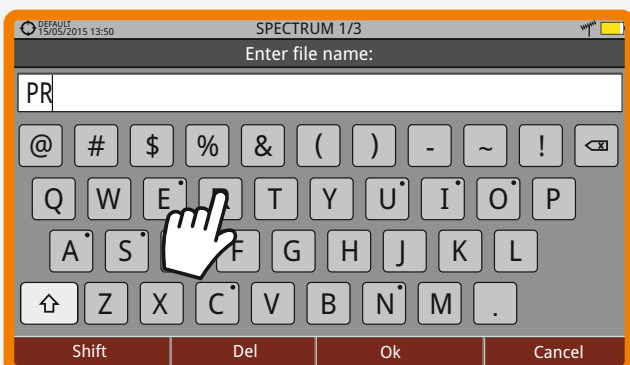 DEFAULT
15/05/2015 13:50 SPECTRUM 1/3
Enter file name:
PR
@ # $ % & ( ) - ~ !
Q W E T Y U I O P
A S F G H J K L
Z X C V B N M .
Shift Del Ok Cancel